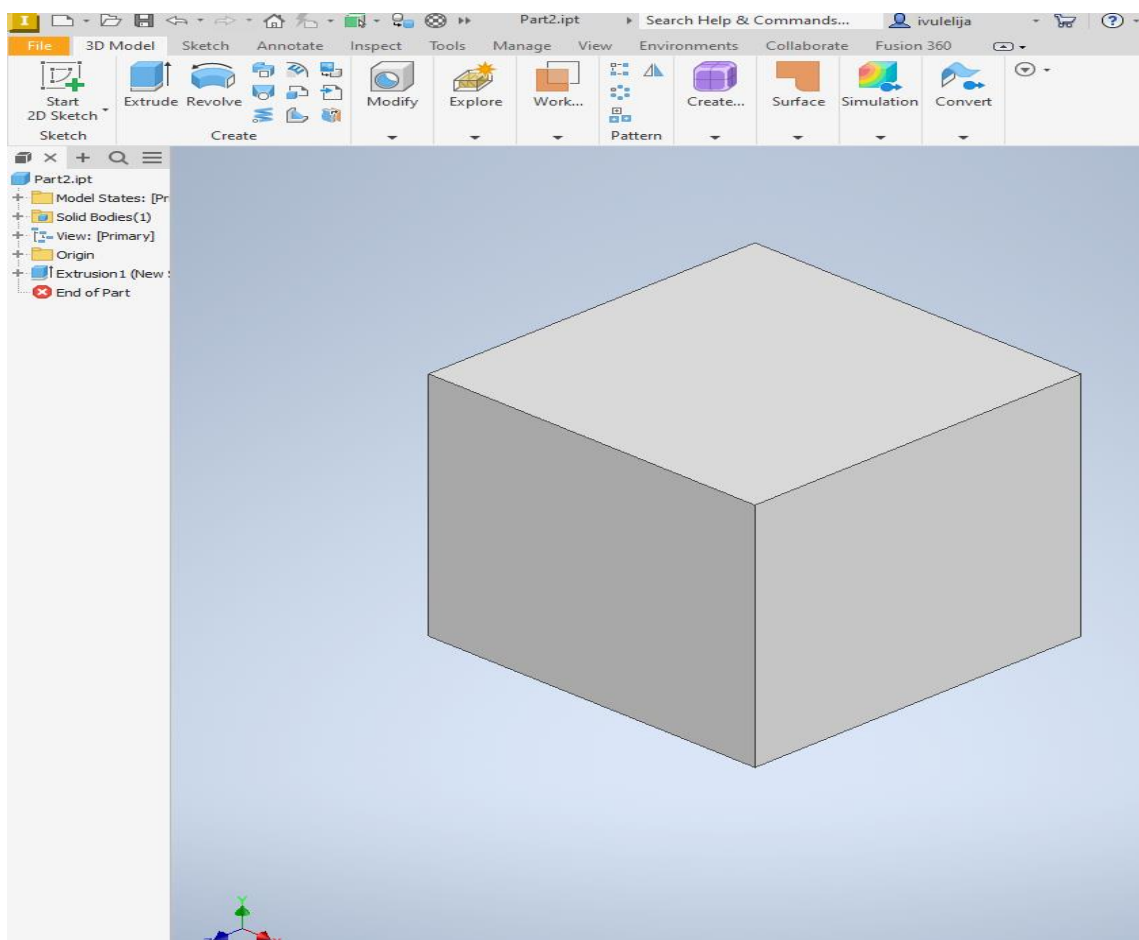 I Part2.ipt Search Help & Commands... ivulelija ?
File 3D Model Sketch Annotate Inspect Tools Manage View Environments Collaborate Fusion 360
Start
2D Sketch Extrude Revolve Modify Explore Work... Create... Surface Simulation Convert
Sketch Create Pattern
Part2.ipt
Model States: [Pr
Solid Bodies(1)
View: [Primary]
Origin
Extrusion1 (New
End of Part
Y